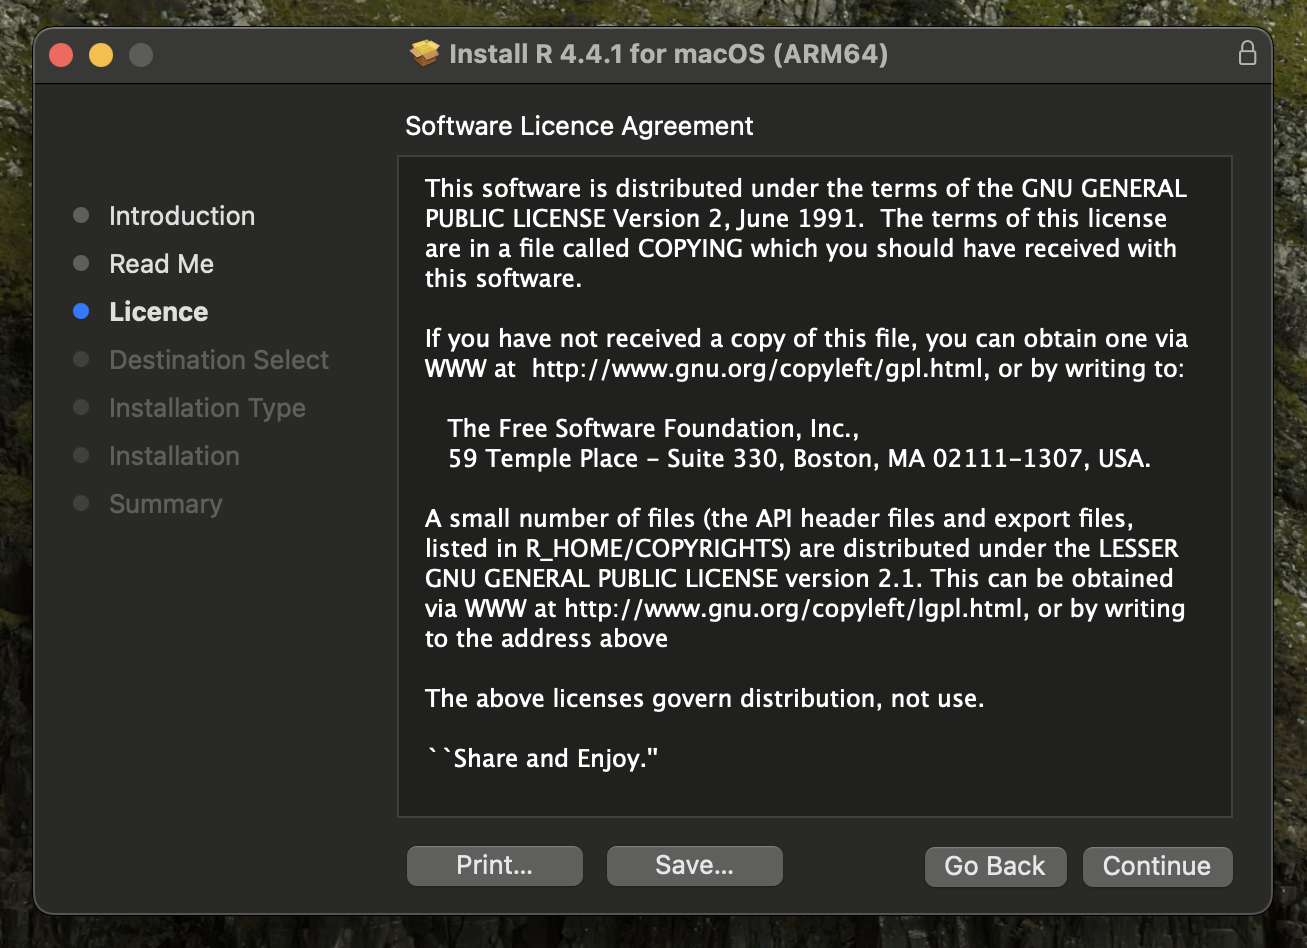 Install R 4.4.1 for macOS (ARM64)
Software Licence Agreement
Introduction
Read Me
Licence
Destination Select
Installation Type
Installation
Summary
This software is distributed under the terms of the GNU GENERAL
PUBLIC LICENSE Version 2, June 1991.  The terms of this license
are in a file called COPYING which you should have received with
this software.
If you have not received a copy of this file, you can obtain one via
WWW at  http://www.gnu.org/copyleft/gpl.html, or by writing to:
The Free Software Foundation, Inc.,
59 Temple Place – Suite 330, Boston, MA 02111–1307, USA.
A small number of files (the API header files and export files,
listed in R_HOME/COPYRIGHTS) are distributed under the LESSER
GNU GENERAL PUBLIC LICENSE version 2.1. This can be obtained
via WWW at http://www.gnu.org/copyleft/lgpl.html, or by writing
to the address above
The above licenses govern distribution, not use.
``Share and Enjoy.''
Print...
Save...
Go Back
Continue